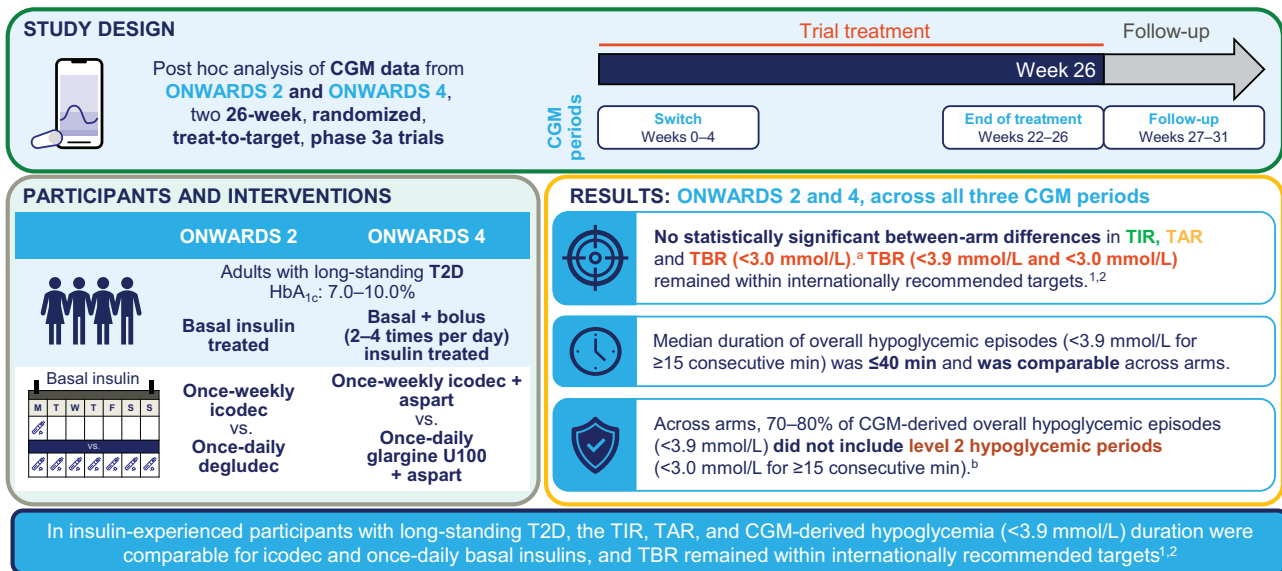 STUDY DESIGN
Post hoc analysis of CGM data from
ONWARDS 2 and ONWARDS 4,
two 26-week, randomized,
treat-to-target, phase 3a trials
Trial treatment
Follow-up
Week 26
CGM
periods
Switch
Weeks 0–4
End of treatment
Weeks 22–26
Follow-up
Weeks 27–31
PARTICIPANTS AND INTERVENTIONS
ONWARDS 2
ONWARDS 4
Adults with long-standing T2D
HbA1c: 7.0–10.0%
Basal insulin
treated
Basal + bolus
(2–4 times per day)
insulin treated
Basal insulin
M T W T F S S
vs.
Once-weekly
icodec
vs.
Once-daily
degludec
Once-weekly icodec +
aspart
vs.
Once-daily
glargine U100
+ aspart
RESULTS: ONWARDS 2 and 4, across all three CGM periods
No statistically significant between-arm differences in TIR, TAR
and TBR (<3.0 mmol/L).a TBR (<3.9 mmol/L and <3.0 mmol/L)
remained within internationally recommended targets.1,2
Median duration of overall hypoglycemic episodes (<3.9 mmol/L for
≥15 consecutive min) was ≤40 min and was comparable across arms.
Across arms, 70–80% of CGM-derived overall hypoglycemic episodes
(<3.9 mmol/L) did not include level 2 hypoglycemic periods
(<3.0 mmol/L for ≥15 consecutive min).b
In insulin-experienced participants with long-standing T2D, the TIR, TAR, and CGM-derived hypoglycemia (<3.9 mmol/L) duration were
comparable for icodec and once-daily basal insulins, and TBR remained within internationally recommended targets1,2